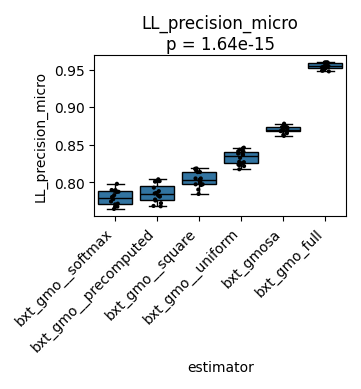 LL_precision_micro
p = 1.64e-15
LL_precision_micro
0.95
0.90
0.85
0.80
bxt_gmo__softmax
bxt_gmo__precomputed
bxt_gmo__square
bxt_gmo__uniform
bxt_gmosa
bxt_gmo_full
estimator